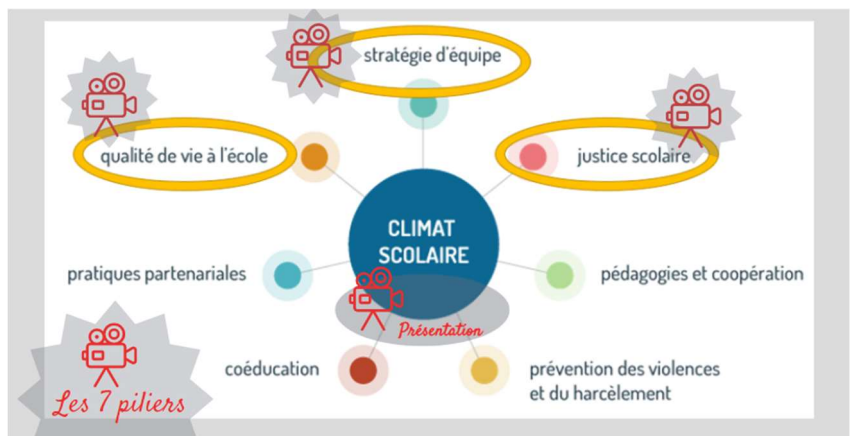 stratégie d'équipe
qualité de vie à l'école
justice scolaire
CLIMAT
SCOLAIRE
pratiques partenariales
pédagogies et coopération
Présentation
coéducation
prévention des violences
et du harcèlement
Les 7 piliers